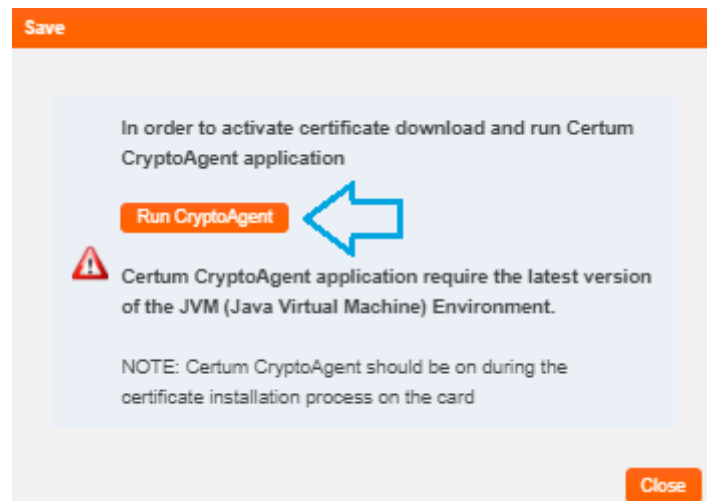 Save
In order to activate certificate download and run Certum
CryptoAgent application
Run CryptoAgent
Certum CryptoAgent application require the latest version
of the JVM (Java Virtual Machine) Environment.
NOTE: Certum CryptoAgent should be on during the
certificate installation process on the card
Close